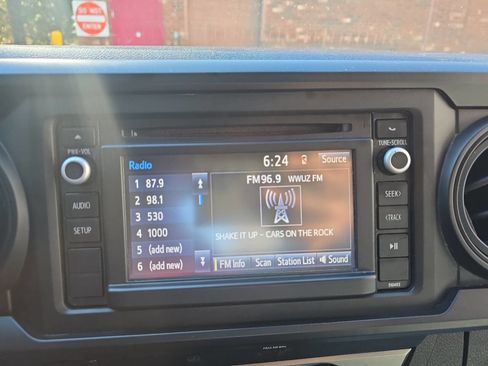 DO NOT
ENTER
PWR•VOL
TUNE•SCROLL
AUDIO
SETUP
SEEK>
<TRACK
Radio
6:24
Source
1 87.9
2 98.1
3 530
4 1000
5 (add new)
6 (add new)
FM96.9 WWUZ FM
SHAKE IT UP - CARS ON THE ROCK
FM Info
Scan
Station List
Sound